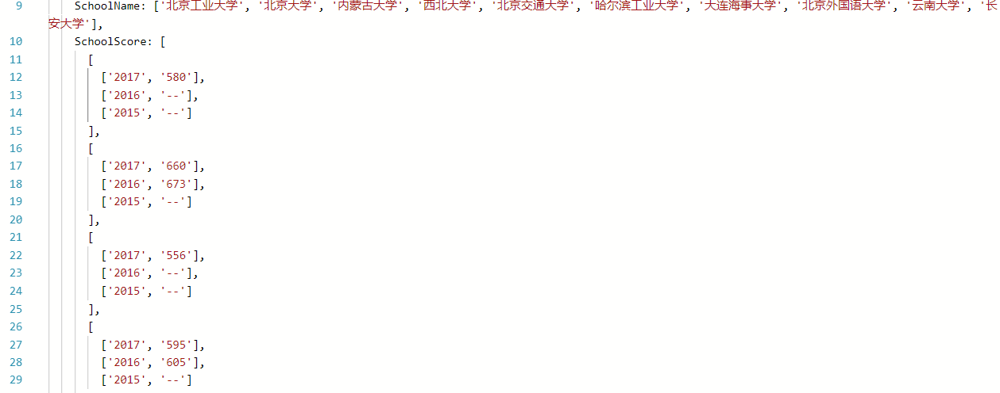 9 SchoolName: ['北京工业大学', '北京大学', '内蒙古大学', '西北大学', '北京交通大学', '哈尔滨工业大学', '大连海事大学', '北京外国语大学', '云南大学', '长
安大学'],
10 SchoolScore: [
11 [
12 ['2017', '580'],
13 ['2016', '--'],
14 ['2015', '--']
15 ],
16 [
17 ['2017', '660'],
18 ['2016', '673'],
19 ['2015', '--']
20 ],
21 [
22 ['2017', '556'],
23 ['2016', '--'],
24 ['2015', '--']
25 ],
26 [
27 ['2017', '595'],
28 ['2016', '605'],
29 ['2015', '--']